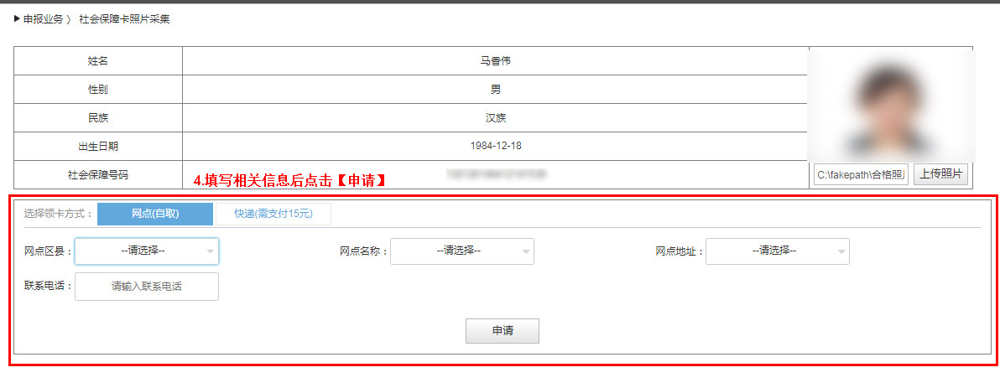 申报业务 〉 社会保障卡照片采集
姓名 马香伟
性别 男
民族 汉族
出生日期 1984-12-18
社会保障号码
4.填写相关信息后点击【申请】
C:\fakepath\合格照片 上传照片
选择领卡方式： 网点(自取) 快递(需支付15元)
网点区县： --请选择-- 网点名称： --请选择-- 网点地址： --请选择--
联系电话： 请输入联系电话
申请